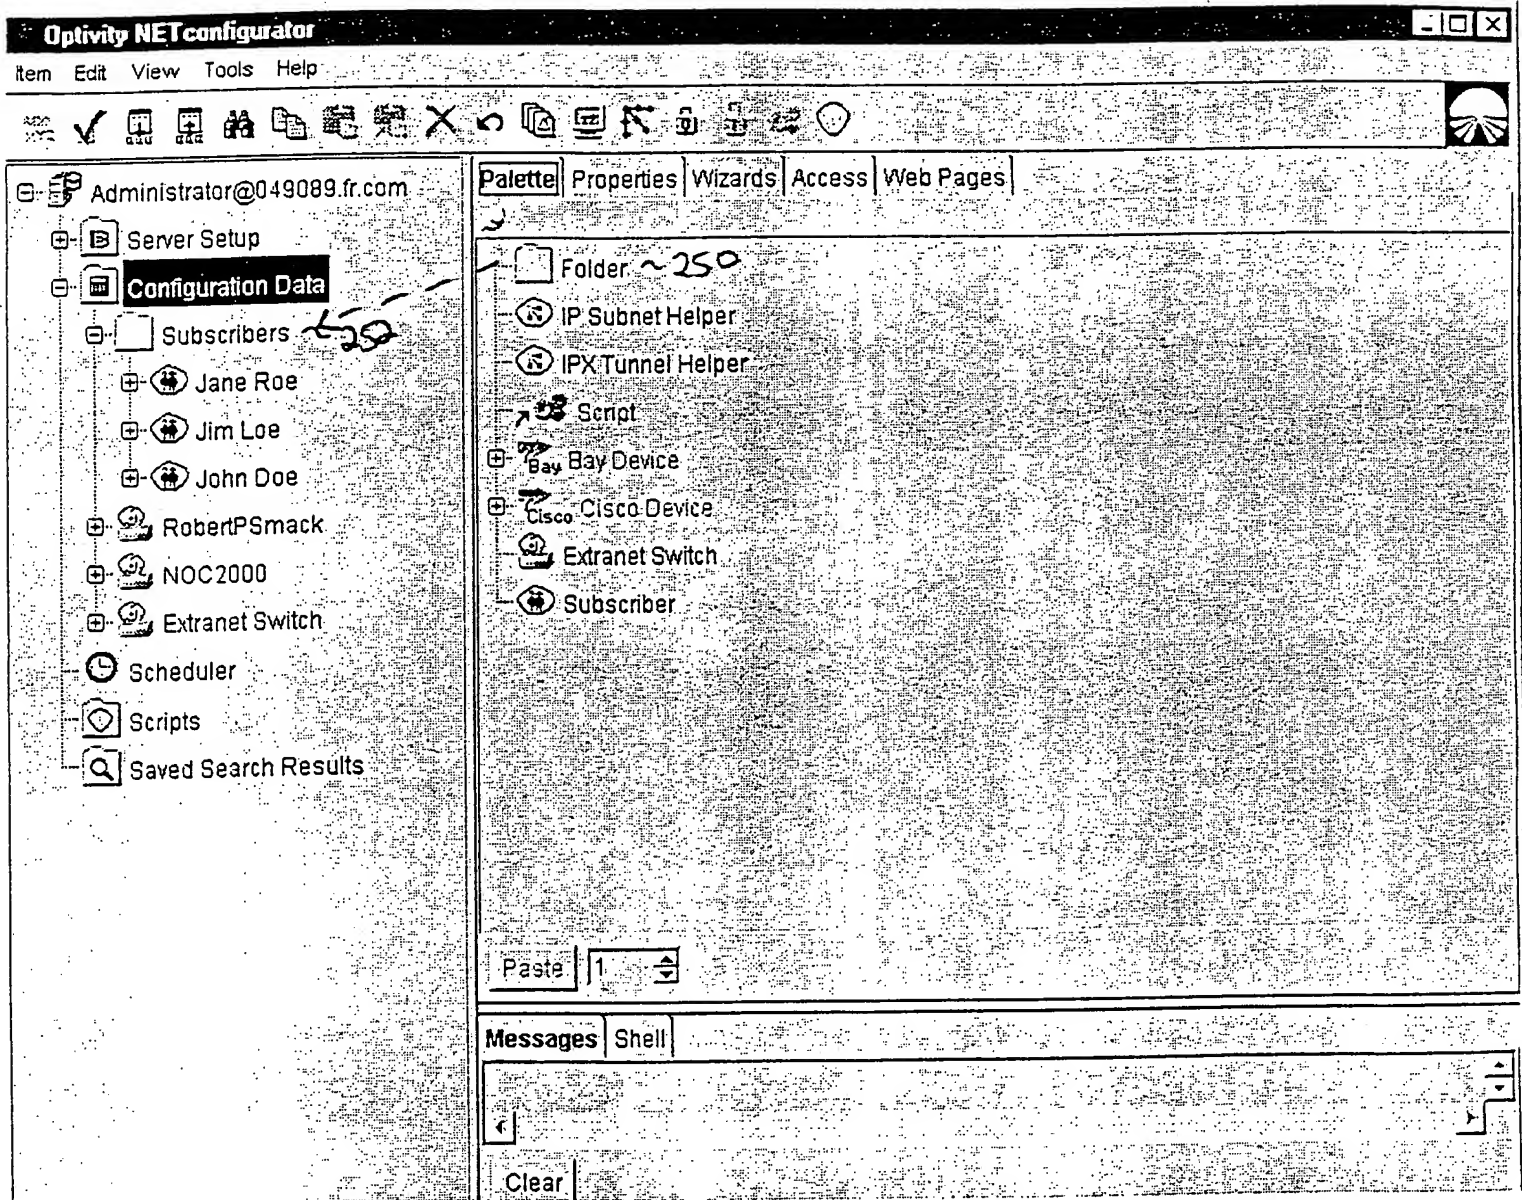 Optivity NETconfigurator
Item Edit View Tools Help
Administrator@049089.fr.com
Server Setup
Configuration Data
Subscribers 252
Jane Roe
Jim Loe
John Doe
RobertPSmack
NOC2000
Extranet Switch
Scheduler
Scripts
Saved Search Results
Palette Properties Wizards Access Web Pages
Folder ~250
IP Subnet Helper
IPX Tunnel Helper
Script
Bay Bay Device
Cisco Cisco Device
Extranet Switch
Subscriber
Paste 1
Messages Shell
Clear